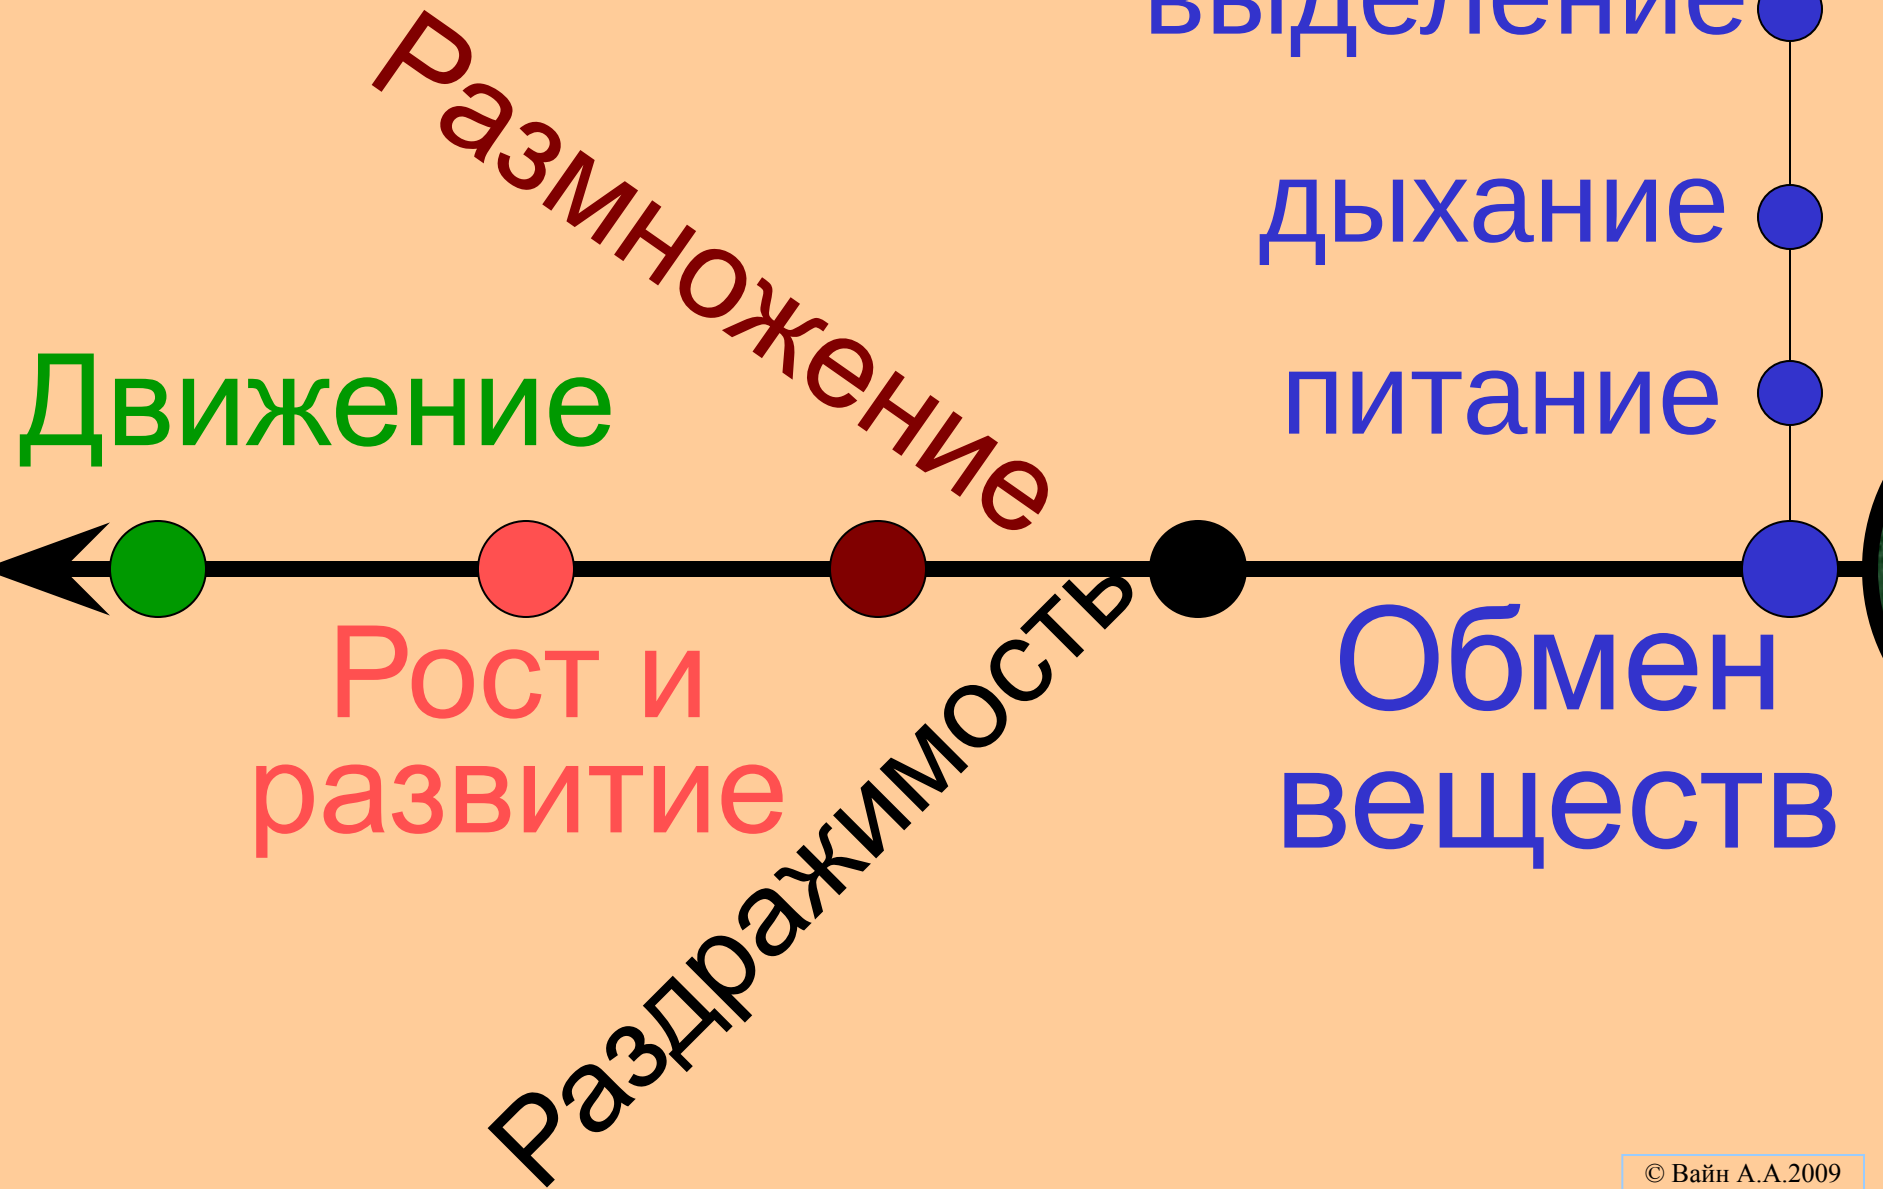 выделение
Размножение
дыхание
питание
Движение
Рост и
развитие
Раздражимость
Обмен
веществ
© Вайн А.А.2009